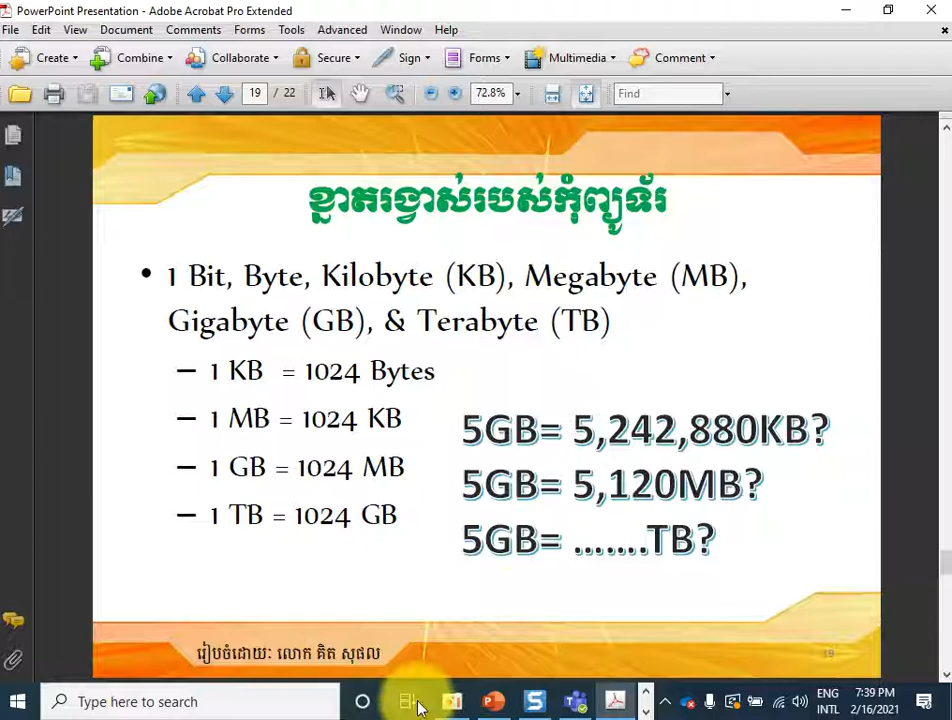 PowerPoint Presentation - Adobe Acrobat Pro Extended
File Edit View Document Comments Forms Tools Advanced Window Help
Create Combine Collaborate Secure Sign Forms Multimedia Comment
19 / 22 72.8% Find
ខ្នាតរង្វាស់របស់កុំព្យូទ័រ
• 1 Bit, Byte, Kilobyte (KB), Megabyte (MB),
Gigabyte (GB), & Terabyte (TB)
– 1 KB = 1024 Bytes
– 1 MB = 1024 KB
– 1 GB = 1024 MB
– 1 TB = 1024 GB
5GB= 5,242,880KB?
5GB= 5,120MB?
5GB= .......TB?
រៀបចំដោយៈ លោក គិត សុផល
19
Type here to search
ENG
INTL
7:39 PM
2/16/2021